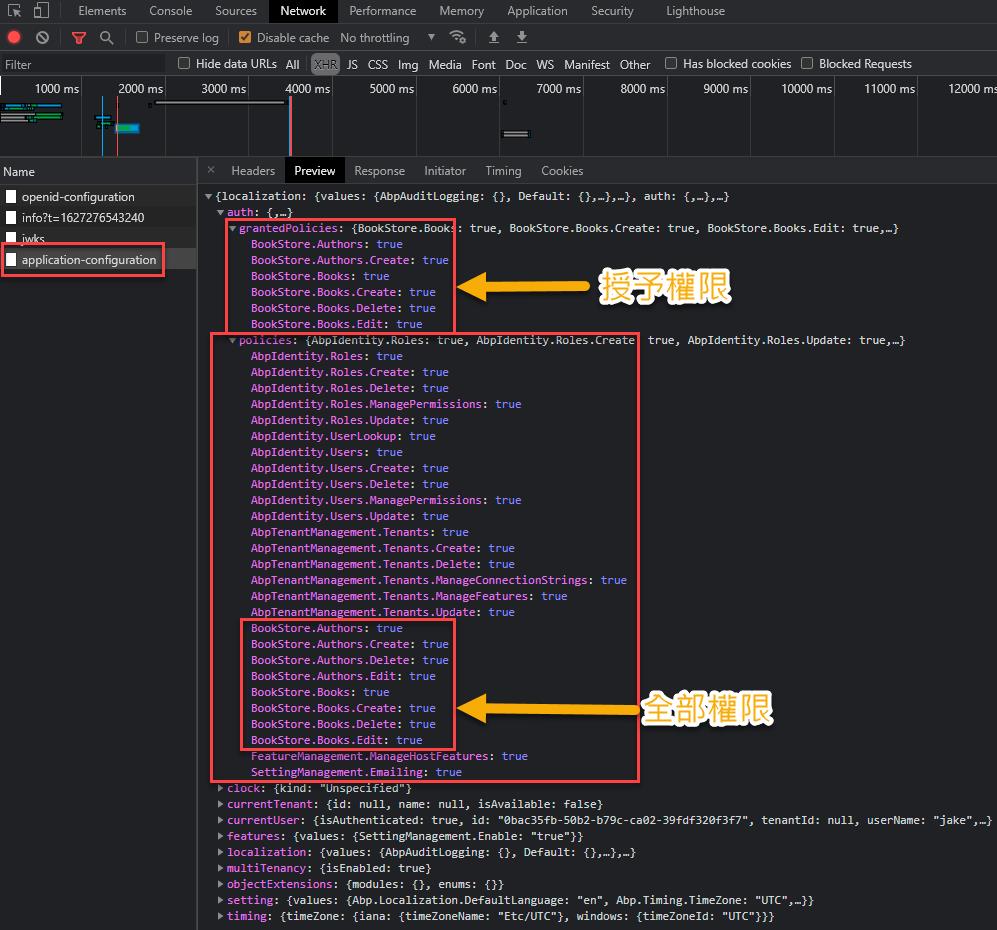 Elements Console Sources Network Performance Memory Application Security Lighthouse
Preserve log Disable cache No throttling
Filter Hide data URLs All XHR JS CSS Img Media Font Doc WS Manifest Other Has blocked cookies Blocked Requests
1000 ms 2000 ms 3000 ms 4000 ms 5000 ms 6000 ms 7000 ms 8000 ms 9000 ms 10000 ms 11000 ms 12000 ms
Name
openid-configuration
info?t=1627276543240
jwks
application-configuration
× Headers Preview Response Initiator Timing Cookies
{localization: {values: {AbpAuditLogging: {}, Default: {},…},…}, auth: {,…},…}
auth: {,…}
grantedPolicies: {BookStore.Books: true, BookStore.Books.Create: true, BookStore.Books.Edit: true,…}
BookStore.Authors: true
BookStore.Authors.Create: true
BookStore.Books: true
BookStore.Books.Create: true
BookStore.Books.Delete: true
BookStore.Books.Edit: true
授予權限
policies: {AbpIdentity.Roles: true, AbpIdentity.Roles.Create true, AbpIdentity.Roles.Update: true,…}
AbpIdentity.Roles: true
AbpIdentity.Roles.Create: true
AbpIdentity.Roles.Delete: true
AbpIdentity.Roles.ManagePermissions: true
AbpIdentity.Roles.Update: true
AbpIdentity.UserLookup: true
AbpIdentity.Users: true
AbpIdentity.Users.Create: true
AbpIdentity.Users.Delete: true
AbpIdentity.Users.ManagePermissions: true
AbpIdentity.Users.Update: true
AbpTenantManagement.Tenants: true
AbpTenantManagement.Tenants.Create: true
AbpTenantManagement.Tenants.Delete: true
AbpTenantManagement.Tenants.ManageConnectionStrings: true
AbpTenantManagement.Tenants.ManageFeatures: true
AbpTenantManagement.Tenants.Update: true
BookStore.Authors: true
BookStore.Authors.Create: true
BookStore.Authors.Delete: true
BookStore.Authors.Edit: true
BookStore.Books: true
BookStore.Books.Create: true
BookStore.Books.Delete: true
BookStore.Books.Edit: true
全部權限
FeatureManagement.ManageHostFeatures: true
SettingManagement.Emailing: true
clock: {kind: "Unspecified"}
currentTenant: {id: null, name: null, isAvailable: false}
currentUser: {isAuthenticated: true, id: "0bac35fb-50b2-b79c-ca02-39fdf320f3f7", tenantId: null, userName: "jake",…}
features: {values: {SettingManagement.Enable: "true"}}
localization: {values: {AbpAuditLogging: {}, Default: {},…},…}
multiTenancy: {isEnabled: true}
objectExtensions: {modules: {}, enums: {}}
setting: {values: {Abp.Localization.DefaultLanguage: "en", Abp.Timing.TimeZone: "UTC",…}}
timing: {timeZone: {iana: {timeZoneName: "Etc/UTC"}, windows: {timeZoneId: "UTC"}}}